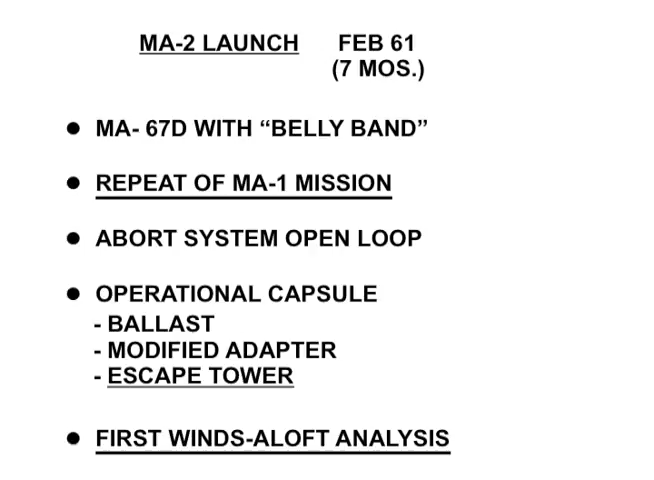 MA-2 LAUNCH FEB 61
(7 MOS.)
● MA- 67D WITH “BELLY BAND”
● REPEAT OF MA-1 MISSION
● ABORT SYSTEM OPEN LOOP
● OPERATIONAL CAPSULE
- BALLAST
- MODIFIED ADAPTER
- ESCAPE TOWER
● FIRST WINDS-ALOFT ANALYSIS